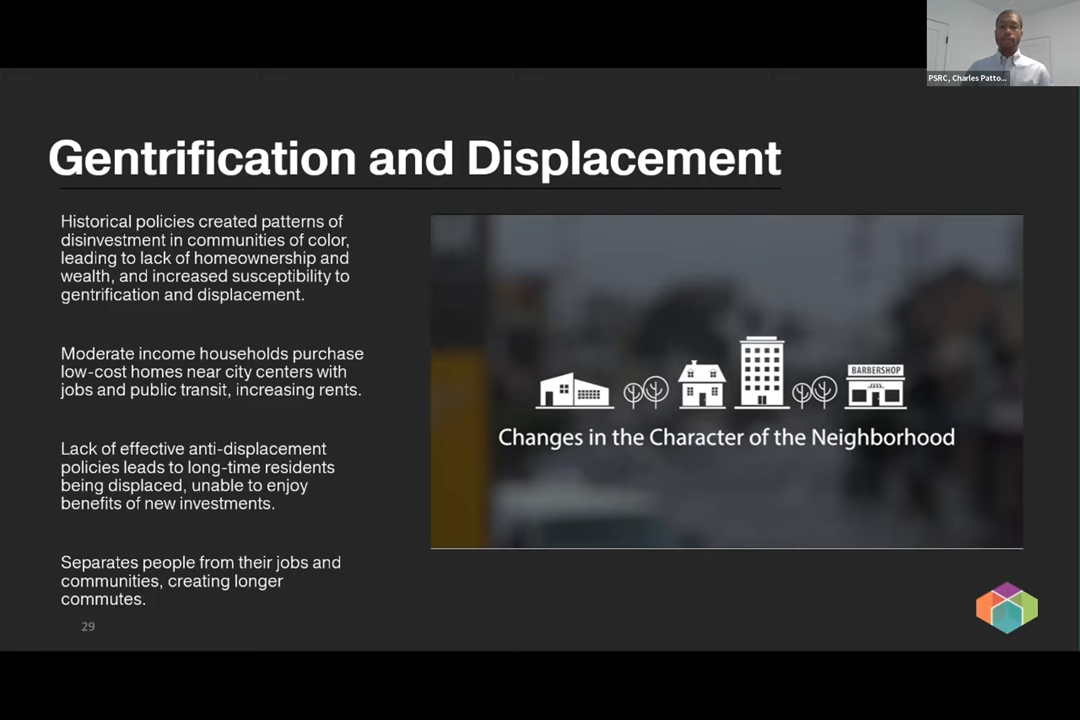 PSRC, Charles Patto...
Gentrification and Displacement
Historical policies created patterns of
disinvestment in communities of color,
leading to lack of homeownership and
wealth, and increased susceptibility to
gentrification and displacement.
Moderate income households purchase
low-cost homes near city centers with
jobs and public transit, increasing rents.
Lack of effective anti-displacement
policies leads to long-time residents
being displaced, unable to enjoy
benefits of new investments.
Separates people from their jobs and
communities, creating longer
commutes.
BARBERSHOP
Changes in the Character of the Neighborhood
29